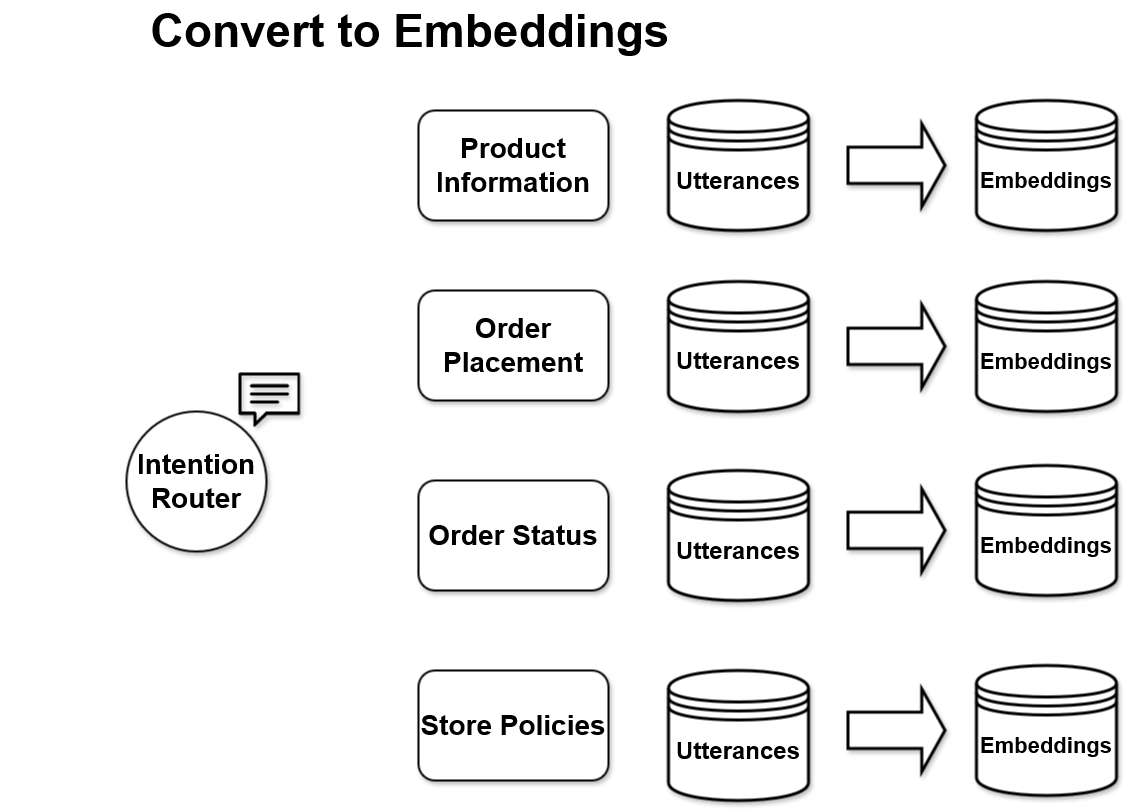 Convert to Embeddings
Product
Information
Utterances
Embeddings
Order
Placement
Utterances
Embeddings
Intention
Router
Order Status
Utterances
Embeddings
Store Policies
Utterances
Embeddings